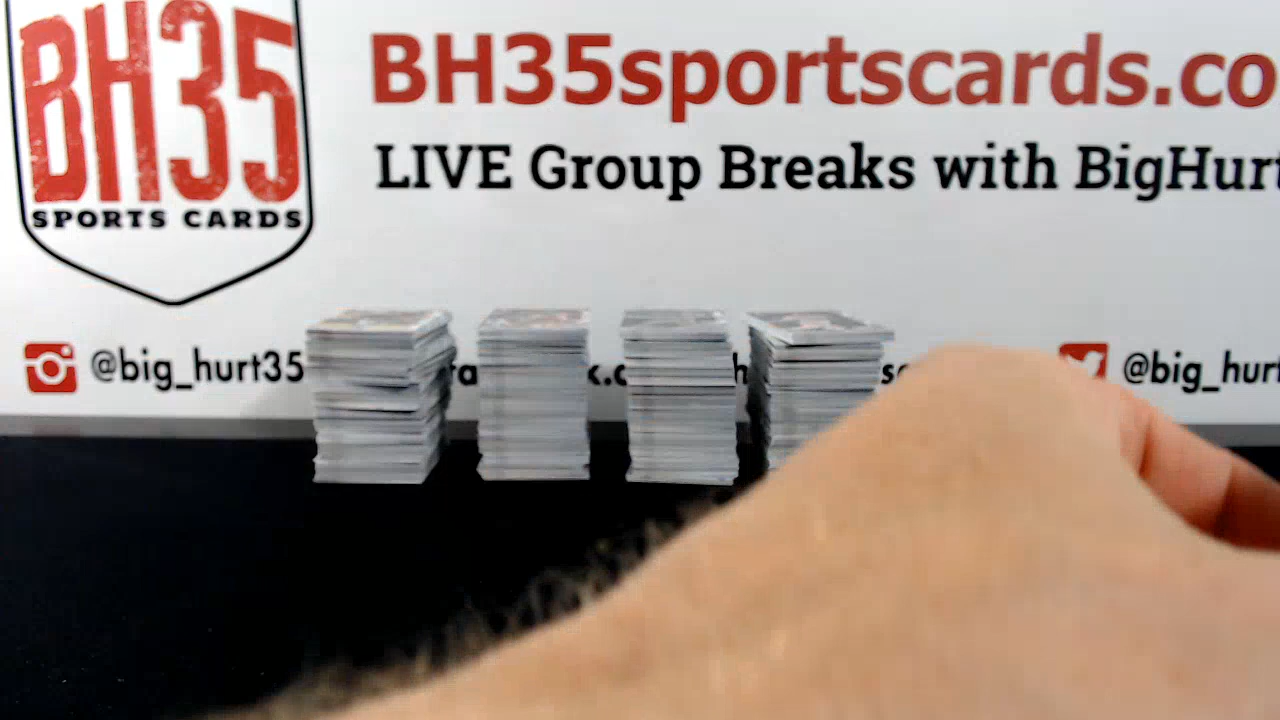 BH35
SPORTS CARDS
BH35sportscards.co
LIVE Group Breaks with BigHurt
@big_hurt35
@big_hurt